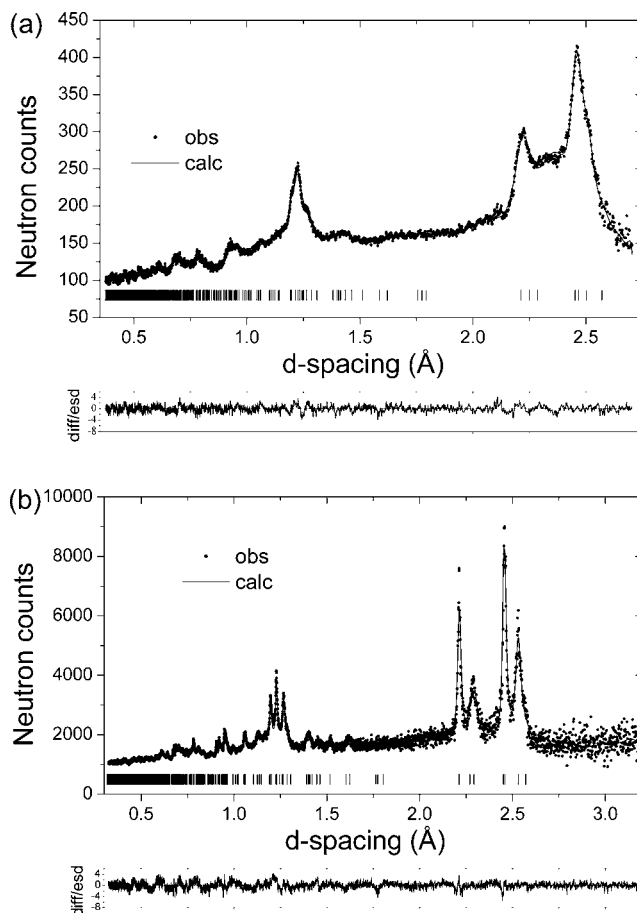 (a)
450
400
350
300
250
200
150
100
50
Neutron counts
obs
calc
0.5 1.0 1.5 2.0 2.5
d-spacing (Å)
diff/esd
4
0
-4
-8
(b)
10000
8000
6000
4000
2000
0
Neutron counts
obs
calc
0.5 1.0 1.5 2.0 2.5 3.0
d-spacing (Å)
diff/esd
4
0
-4
-8